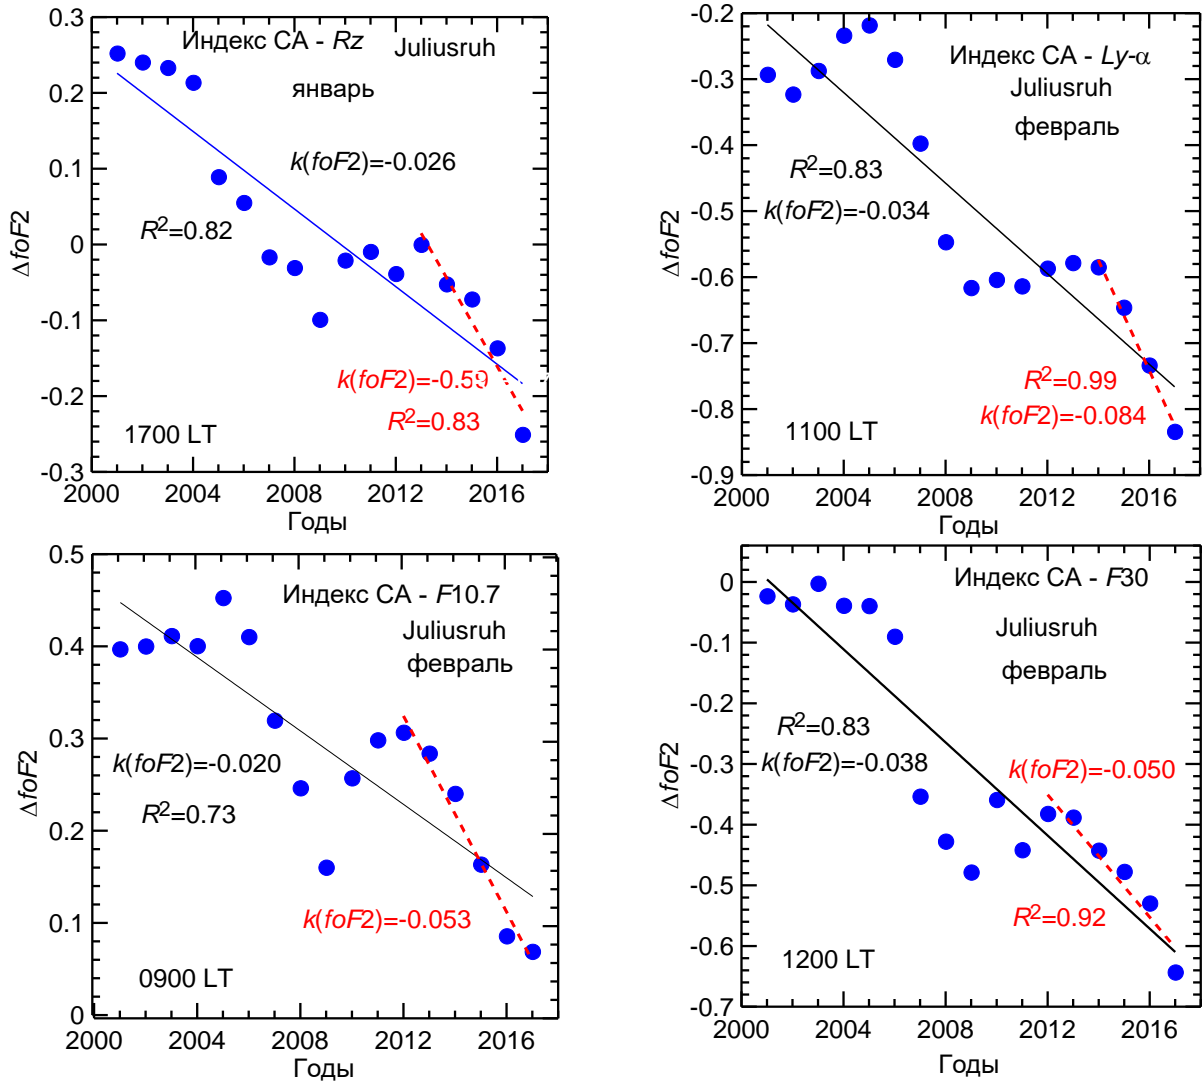 Индекс СА - Rz
Juliusruh
январь
k(foF2)=-0.026
R2=0.82
k(foF2)=-0.59
R2=0.83
1700 LT
ΔfoF2
0.3
0.2
0.1
0
-0.1
-0.2
-0.3
2000 2004 2008 2012 2016
Годы
Индекс СА - Ly-α
Juliusruh
февраль
R2=0.83
k(foF2)=-0.034
R2=0.99
k(foF2)=-0.084
1100 LT
ΔfoF2
-0.2
-0.3
-0.4
-0.5
-0.6
-0.7
-0.8
-0.9
2000 2004 2008 2012 2016
Годы
Индекс СА - F10.7
Juliusruh
февраль
k(foF2)=-0.020
R2=0.73
k(foF2)=-0.053
0900 LT
ΔfoF2
0.5
0.4
0.3
0.2
0.1
0
2000 2004 2008 2012 2016
Годы
Индекс СА - F30
Juliusruh
февраль
R2=0.83
k(foF2)=-0.038
k(foF2)=-0.050
R2=0.92
1200 LT
ΔfoF2
0
-0.1
-0.2
-0.3
-0.4
-0.5
-0.6
-0.7
2000 2004 2008 2012 2016
Годы